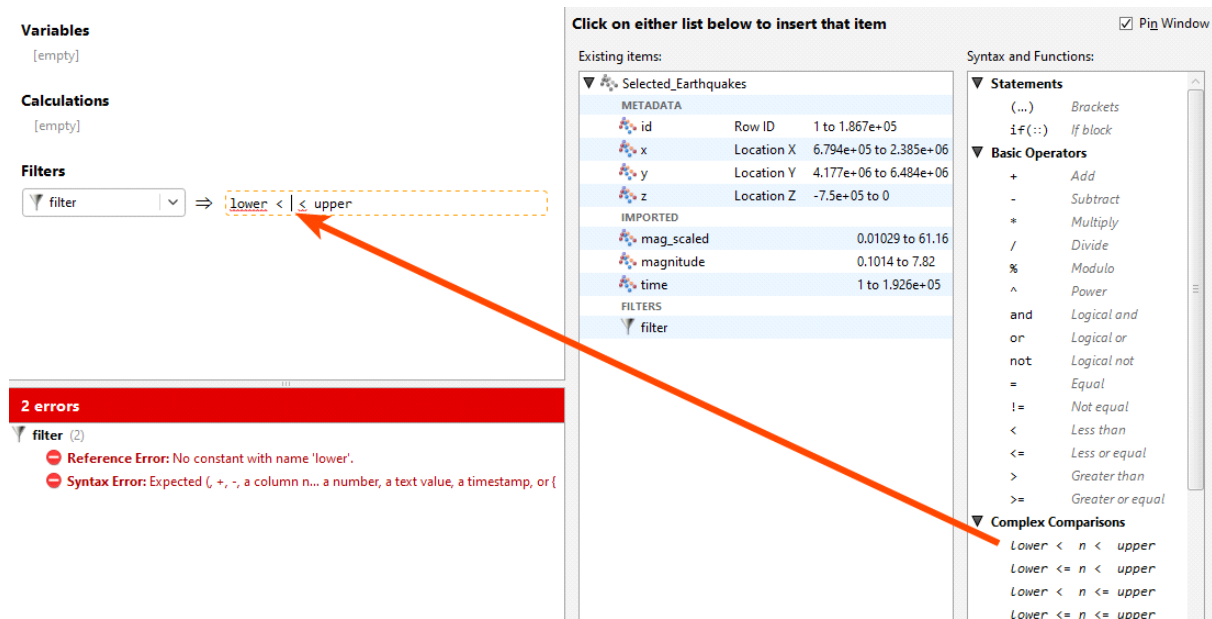 Variables
[empty]
Calculations
[empty]
Filters
filter ⇒ lower < < upper
2 errors
filter (2)
Reference Error: No constant with name 'lower'.
Syntax Error: Expected (, +, -, a column n... a number, a text value, a timestamp, or {
Click on either list below to insert that item
Pin Window
Existing items:
Selected_Earthquakes
METADATA
id Row ID 1 to 1.867e+05
x Location X 6.794e+05 to 2.385e+06
y Location Y 4.177e+06 to 6.484e+06
z Location Z -7.5e+05 to 0
IMPORTED
mag_scaled 0.01029 to 61.16
magnitude 0.1014 to 7.82
time 1 to 1.926e+05
FILTERS
filter
Syntax and Functions:
Statements
(...) Brackets
if(::) If block
Basic Operators
+ Add
- Subtract
* Multiply
/ Divide
% Modulo
^ Power
and Logical and
or Logical or
not Logical not
= Equal
!= Not equal
< Less than
<= Less or equal
> Greater than
>= Greater or equal
Complex Comparisons
lower < n < upper
lower <= n < upper
lower < n <= upper
lower <= n <= upper